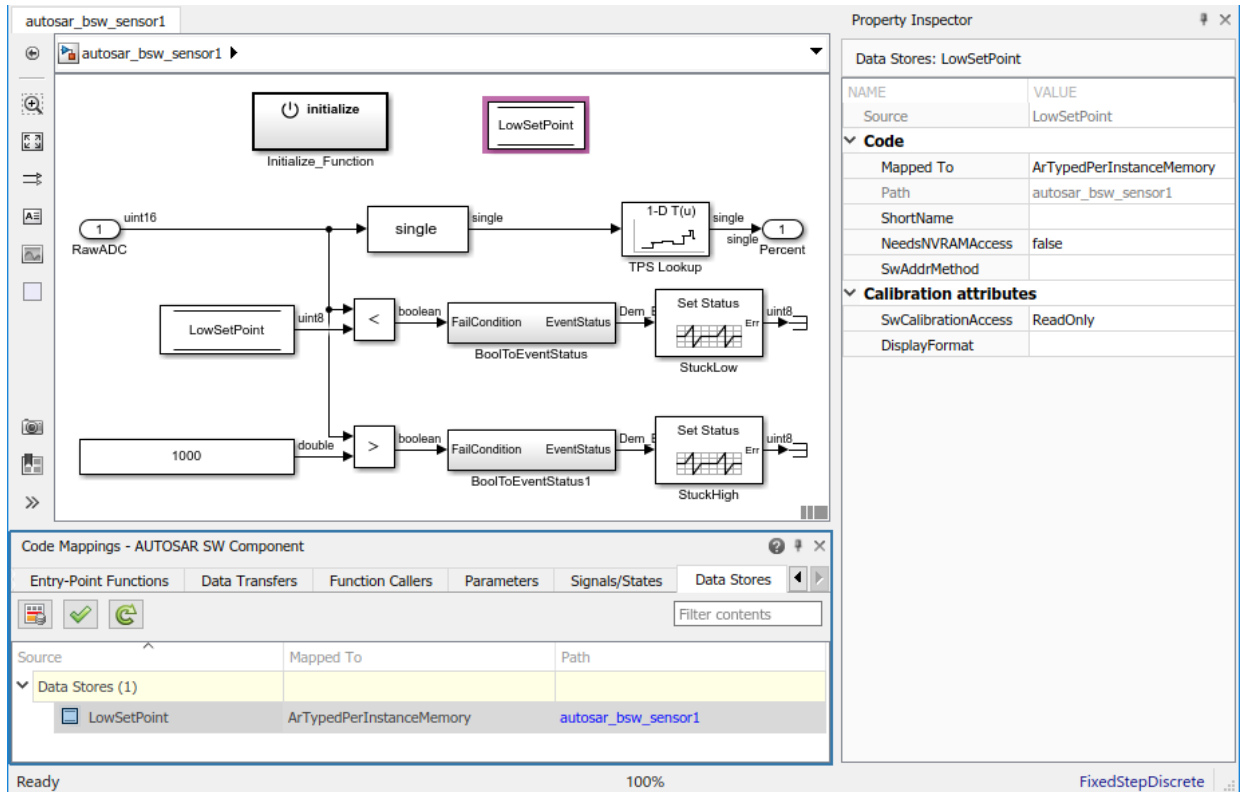 autosar_bsw_sensor1
autosar_bsw_sensor1
initialize
Initialize_Function
LowSetPoint
1
RawADC
uint16
single
single
1-D T(u)
TPS Lookup
single
single
1
Percent
LowSetPoint
uint8
<
boolean
FailCondition EventStatus
BoolToEventStatus
Dem_E
Set Status
Err
StuckLow
uint8
1000
double
>
boolean
FailCondition EventStatus
BoolToEventStatus1
Dem_E
Set Status
Err
StuckHigh
uint8
Code Mappings - AUTOSAR SW Component
Entry-Point Functions Data Transfers Function Callers Parameters Signals/States Data Stores
Filter contents
Source Mapped To Path
Data Stores (1)
LowSetPoint ArTypedPerInstanceMemory autosar_bsw_sensor1
Ready 100% FixedStepDiscrete
Property Inspector
Data Stores: LowSetPoint
NAME VALUE
Source LowSetPoint
Code
Mapped To ArTypedPerInstanceMemory
Path autosar_bsw_sensor1
ShortName
NeedsNVRAMAccess false
SwAddrMethod
Calibration attributes
SwCalibrationAccess ReadOnly
DisplayFormat